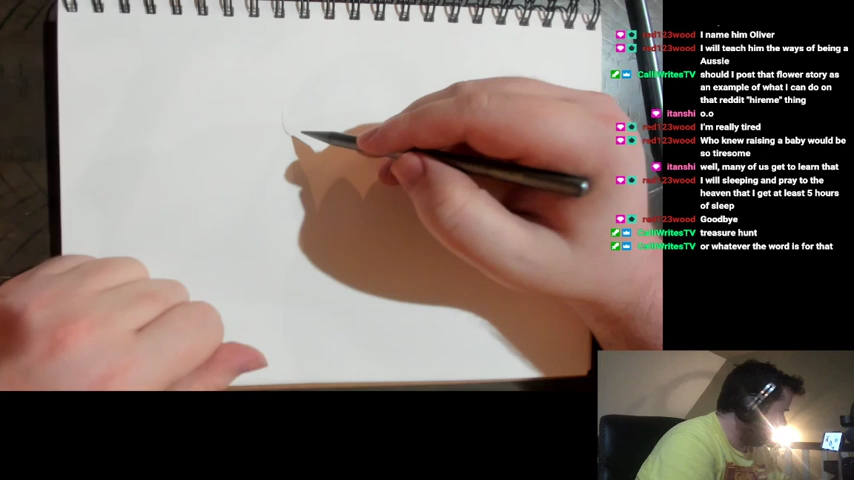 red123wood I name him Oliver
red123wood I will teach him the ways of being a
Aussie
CalliWritesTV should I post that flower story as
an example of what I can do on
that reddit "hireme" thing
itanshi o.o
red123wood I'm really tired
red123wood Who knew raising a baby would be
so tiresome
itanshi well, many of us get to learn that
red123wood I will sleeping and pray to the
heaven that I get at least 5 hours
of sleep
red123wood Goodbye
CalliWritesTV treasure hunt
CalliWritesTV or whatever the word is for that